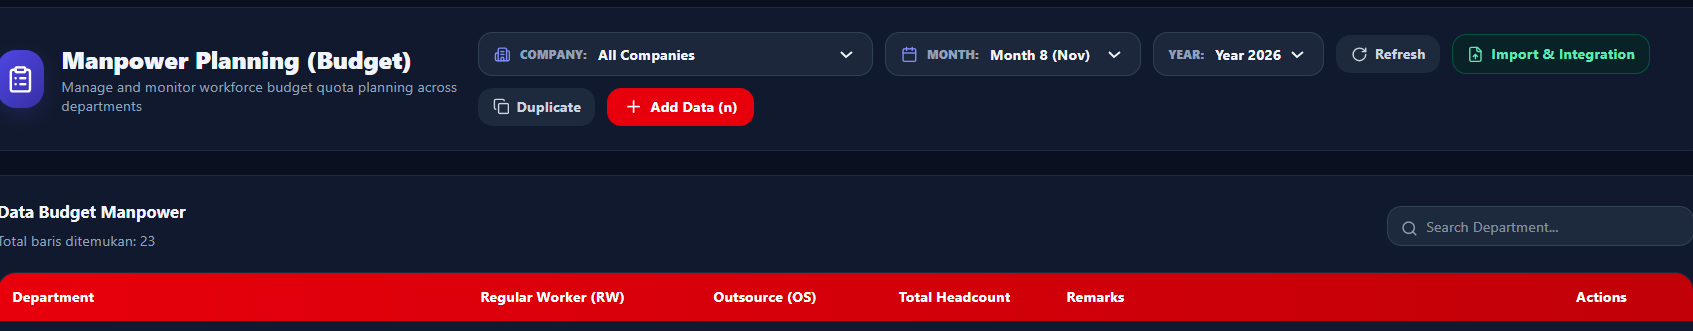 Manpower Planning (Budget)
Manage and monitor workforce budget quota planning across
departments
COMPANY: All Companies
MONTH: Month 8 (Nov)
YEAR: Year 2026
Refresh
Import & Integration
Duplicate
+ Add Data (n)
Data Budget Manpower
Total baris ditemukan: 23
Search Department...
Department
Regular Worker (RW)
Outsource (OS)
Total Headcount
Remarks
Actions